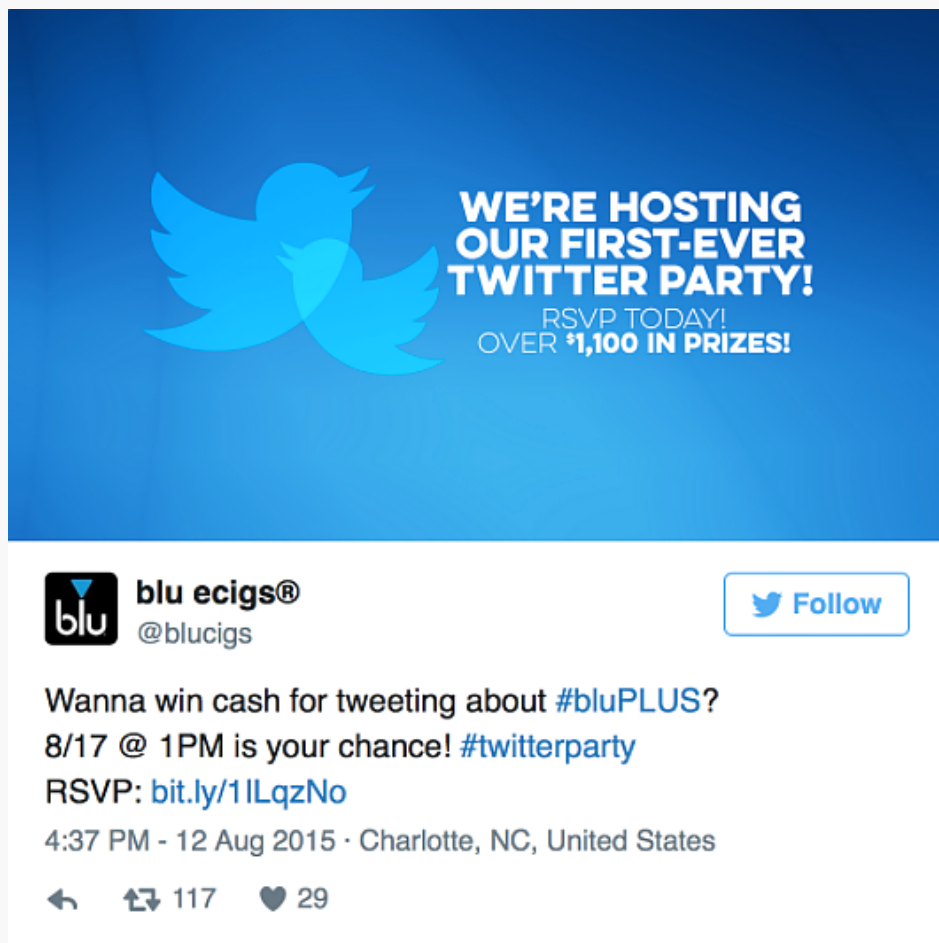 WE'RE HOSTING
OUR FIRST-EVER
TWITTER PARTY!
RSVP TODAY!
OVER $1,100 IN PRIZES!
blu
blu ecigs®
@blucigs
Follow
Wanna win cash for tweeting about #bluPLUS?
8/17 @ 1PM is your chance! #twitterparty
RSVP: bit.ly/1lLqzNo
4:37 PM - 12 Aug 2015 · Charlotte, NC, United States
117 29